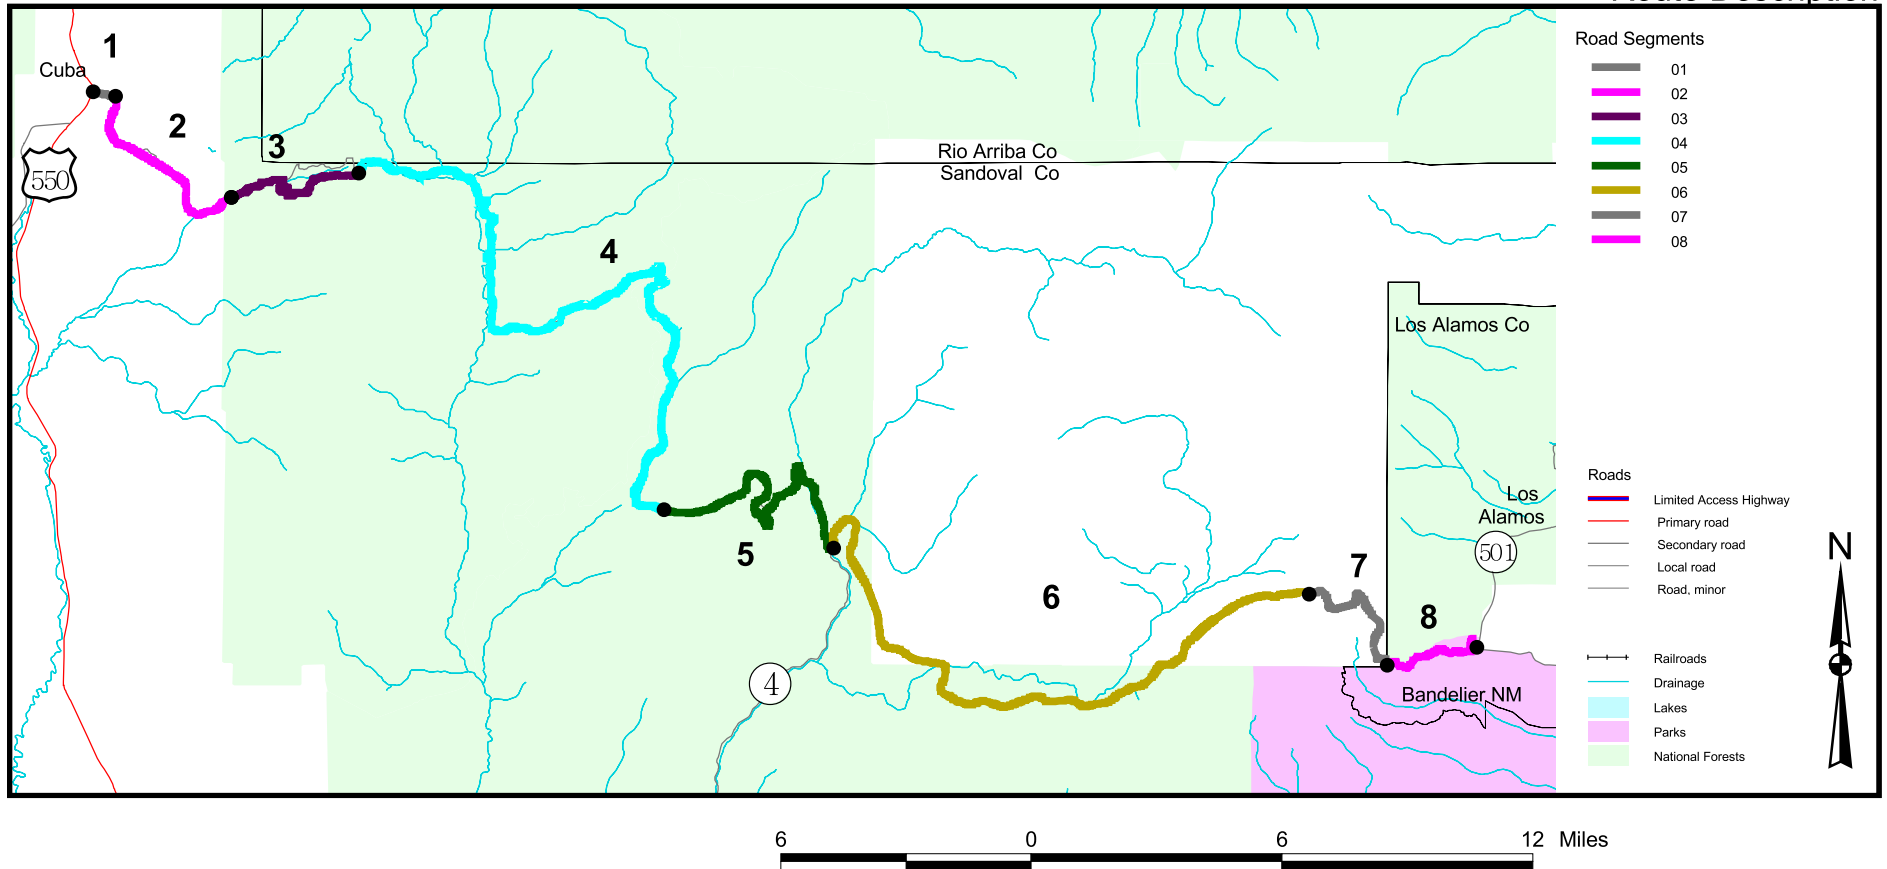 Route Description
1
Cuba
2
3
550
Rio Arriba Co
Sandoval Co
4
Los Alamos Co
Los
Alamos
501
5
6
7
8
4
Bandelier NM
Road Segments
01
02
03
04
05
06
07
08
Roads
Limited Access Highway
Primary road
Secondary road
Local road
Road, minor
Railroads
Drainage
Lakes
Parks
National Forests
N
6 0 6 12 Miles